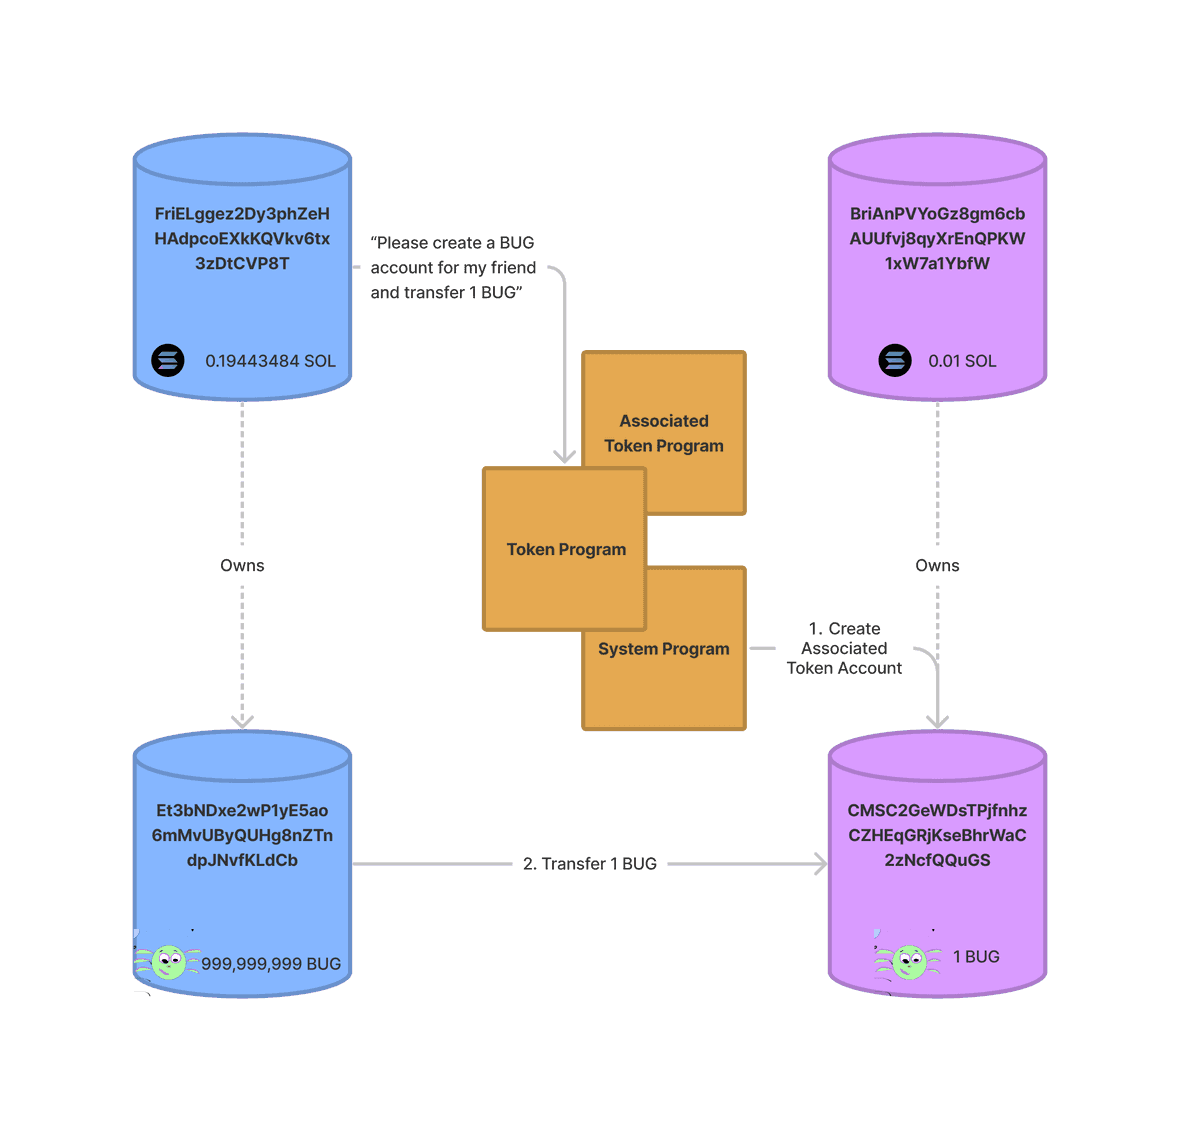 FriELggez2Dy3phZeH
HAdpcoEXkKQVkv6tx
3zDtCVP8T
0.19443484 SOL
“Please create a BUG
account for my friend
and transfer 1 BUG”
BriAnPVYoGz8gm6cb
AUUfvj8qyXrEnQPKW
1xW7a1YbfW
0.01 SOL
Associated
Token Program
Token Program
System Program
Owns
Owns
1. Create
Associated
Token Account
Et3bNDxe2wP1yE5ao
6mMvUByQUHg8nZTn
dpJNvfKLdCb
999,999,999 BUG
2. Transfer 1 BUG
CMSC2GeWDsTPjfnhz
CZHEqGRjKseBhrWaC
2zNcfQQuGS
1 BUG